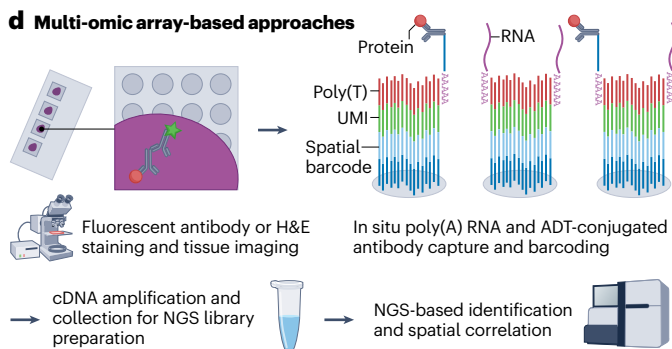 d Multi-omic array-based approaches
Protein
RNA
Poly(T)
UMI
Spatial
barcode
Fluorescent antibody or H&E
staining and tissue imaging
In situ poly(A) RNA and ADT-conjugated
antibody capture and barcoding
cDNA amplification and
collection for NGS library
preparation
NGS-based identification
and spatial correlation